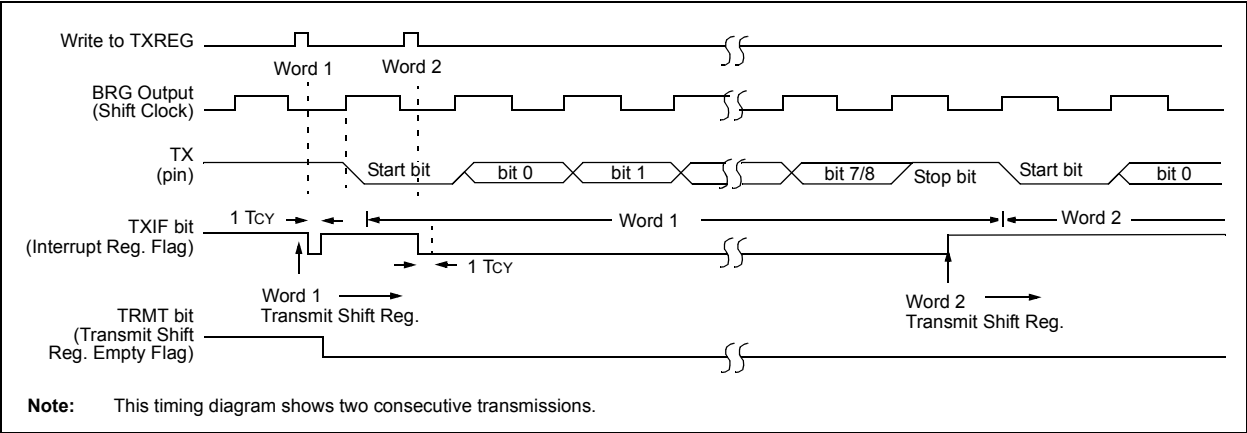 Write to TXREG
Word 1
Word 2
BRG Output
(Shift Clock)
TX
(pin)
Start bit
bit 0
bit 1
bit 7/8
Stop bit
Start bit
bit 0
1 TCY
TXIF bit
(Interrupt Reg. Flag)
Word 1
Word 2
1 TCY
Word 1
Transmit Shift Reg.
Word 2
Transmit Shift Reg.
TRMT bit
(Transmit Shift
Reg. Empty Flag)
Note: This timing diagram shows two consecutive transmissions.